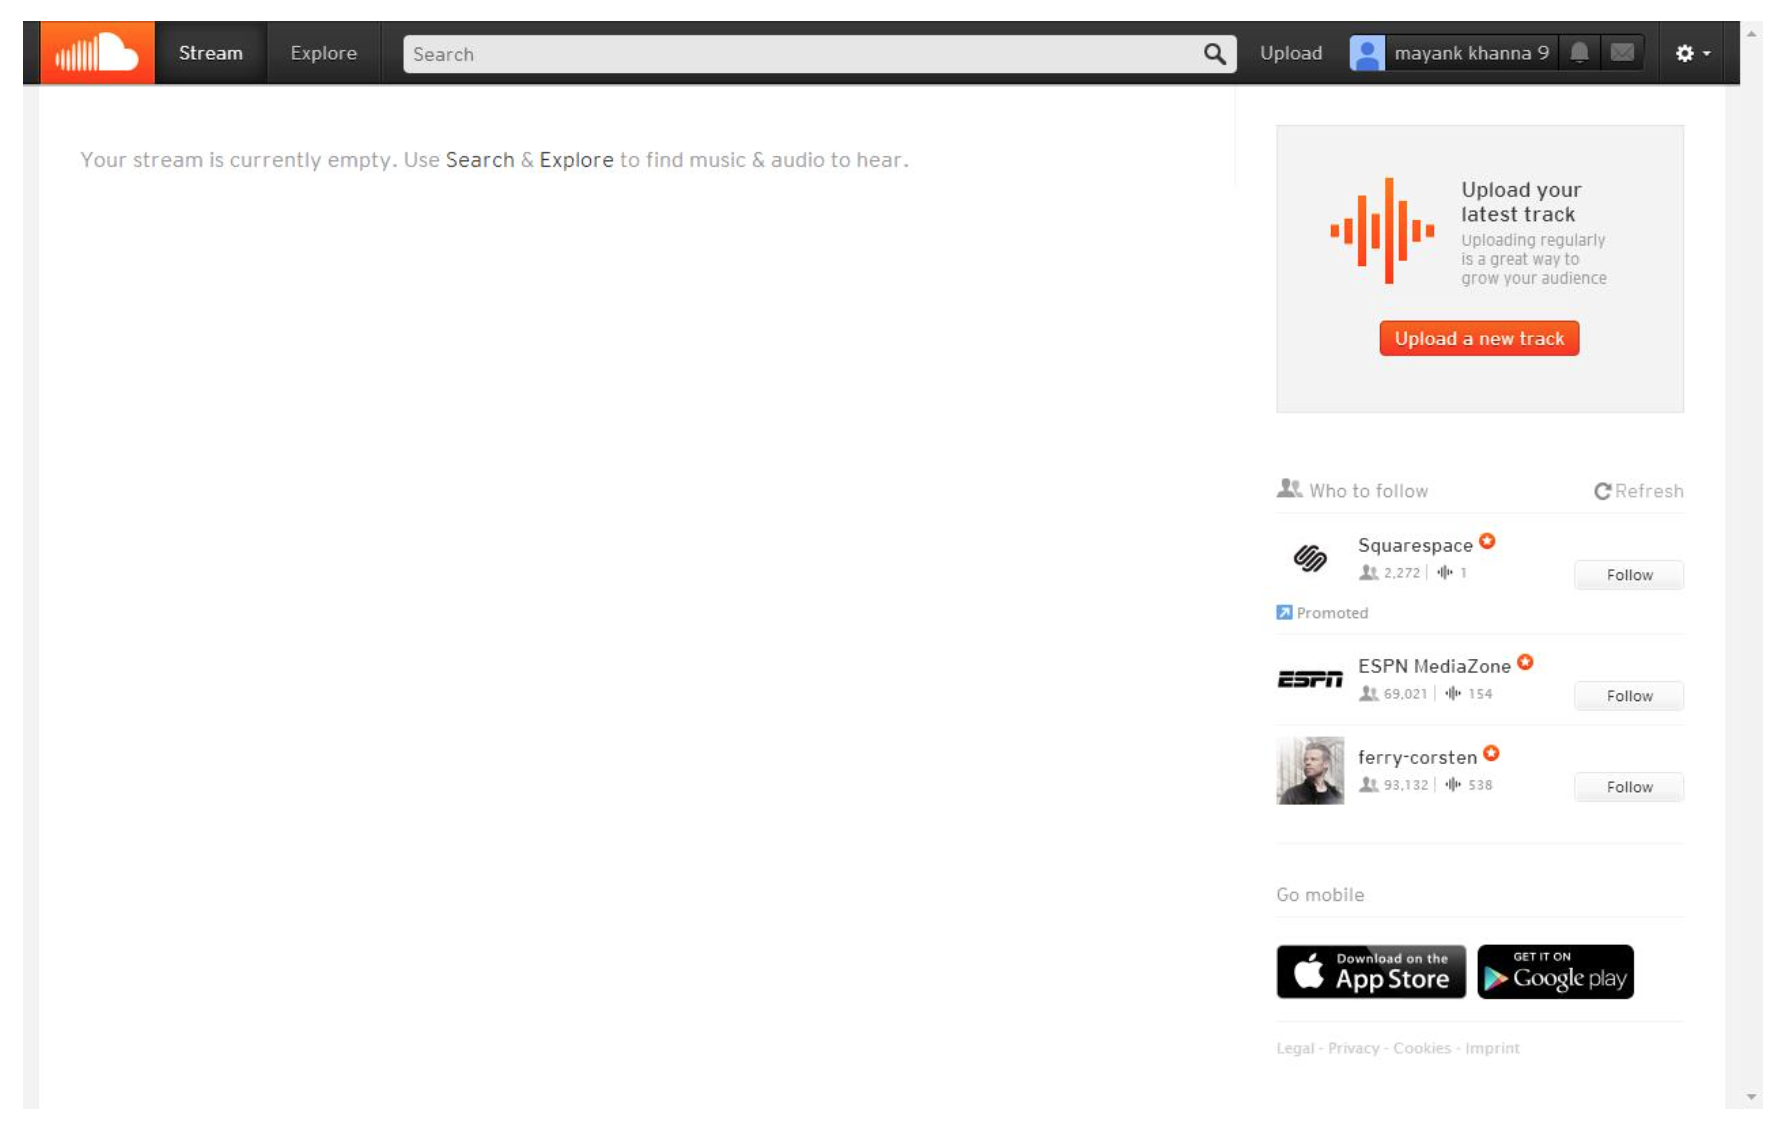 Stream Explore Search Upload mayank khanna 9
Your stream is currently empty. Use Search & Explore to find music & audio to hear.
Upload your
latest track
Uploading regularly
is a great way to
grow your audience
Upload a new track
Who to follow Refresh
Squarespace
2,272 1
Follow
Promoted
ESPN ESPN MediaZone
69,021 154
Follow
ferry-corsten
93,132 538
Follow
Go mobile
Download on the
App Store
GET IT ON
Google play
Legal - Privacy - Cookies - Imprint